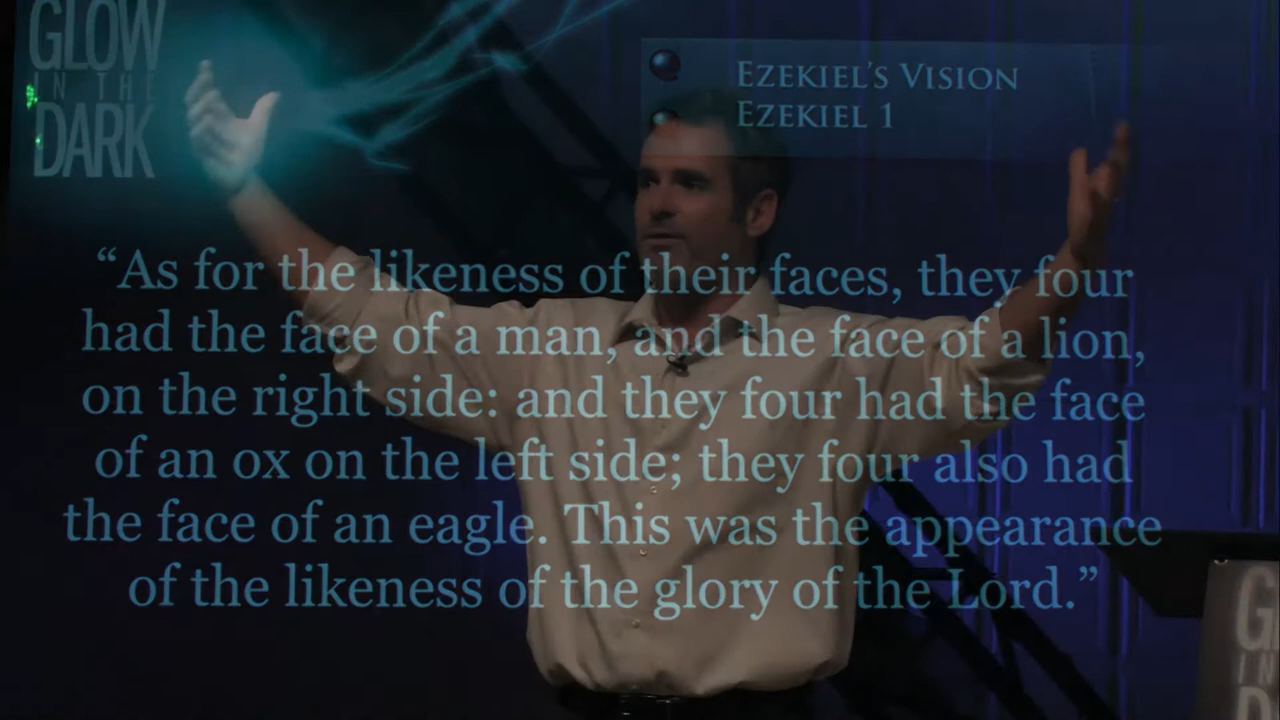 GLOW
IN THE
DARK
EZEKIEL'S VISION
EZEKIEL 1
“As for the likeness of their faces, they four
had the face of a man, and the face of a lion,
on the right side: and they four had the face
of an ox on the left side; they four also had
the face of an eagle. This was the appearance
of the likeness of the glory of the Lord.”